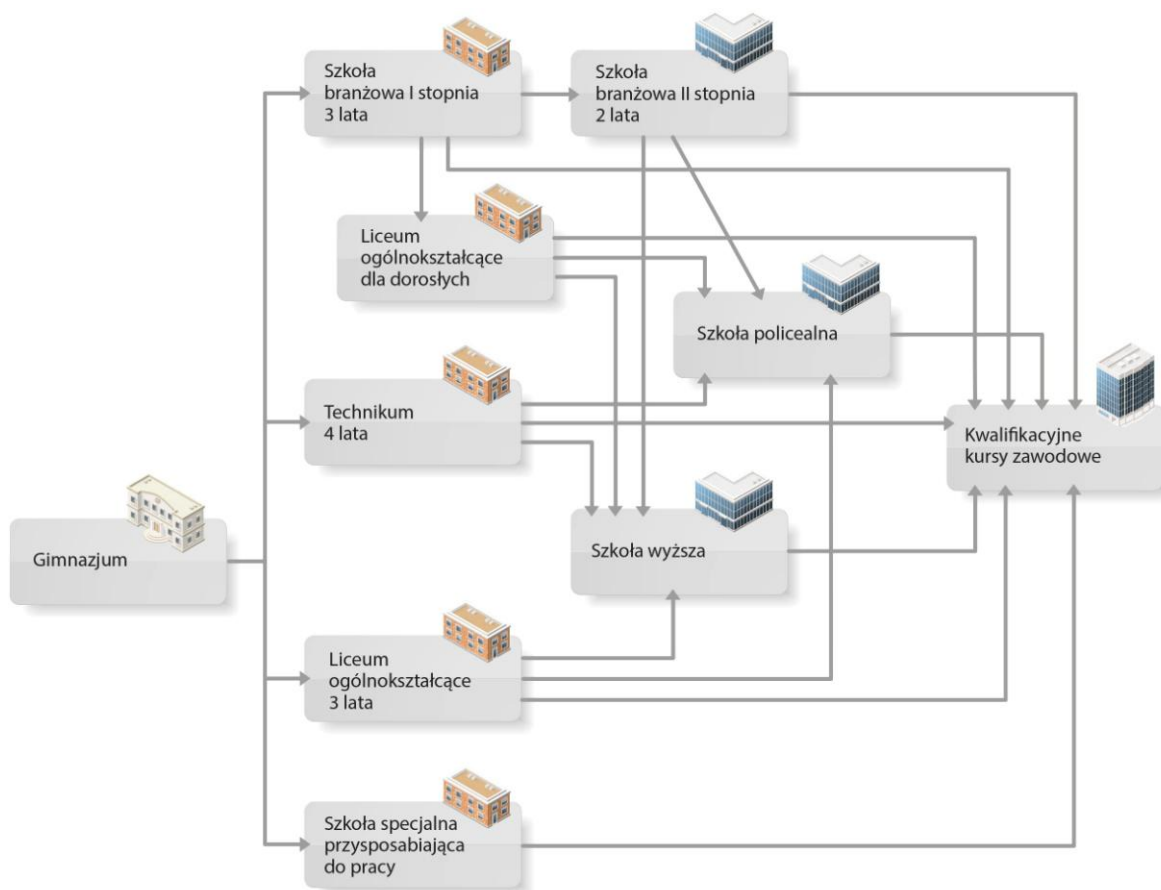 Szkoła
branżowa I stopnia
3 lata
Szkoła
branżowa II stopnia
2 lata
Liceum
ogólnokształcące
dla dorosłych
Szkoła policealna
Technikum
4 lata
Kwalifikacyjne
kursy zawodowe
Gimnazjum
Szkoła wyższa
Liceum
ogólnokształcące
3 lata
Szkoła specjalna
przysposabiająca
do pracy